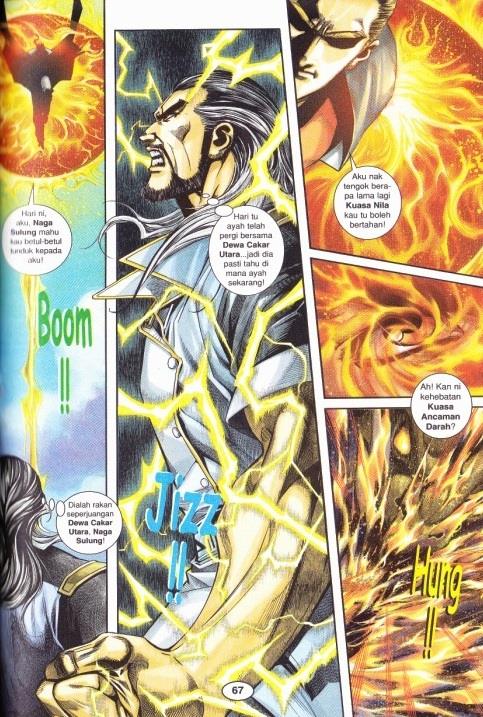 Hari ni,
aku, Naga
Sulung mahu
kau betul-betul
tunduk kepada
aku!
Boom
!!
Dialah rakan
seperjuangan
Dewa Cakar
Utara, Naga
Sulung!
Hari tu
ayah telah
pergi bersama
Dewa Cakar
Utara...jadi dia
pasti tahu di
mana ayah
sekarang!
Jizz
!!
Aku nak
tengok bera-
pa lama lagi
Kuasa Nila
kau tu boleh
bertahan!
Ah! Kan ni
kehebatan
Kuasa
Ancaman
Darah?
Hung
!!
67